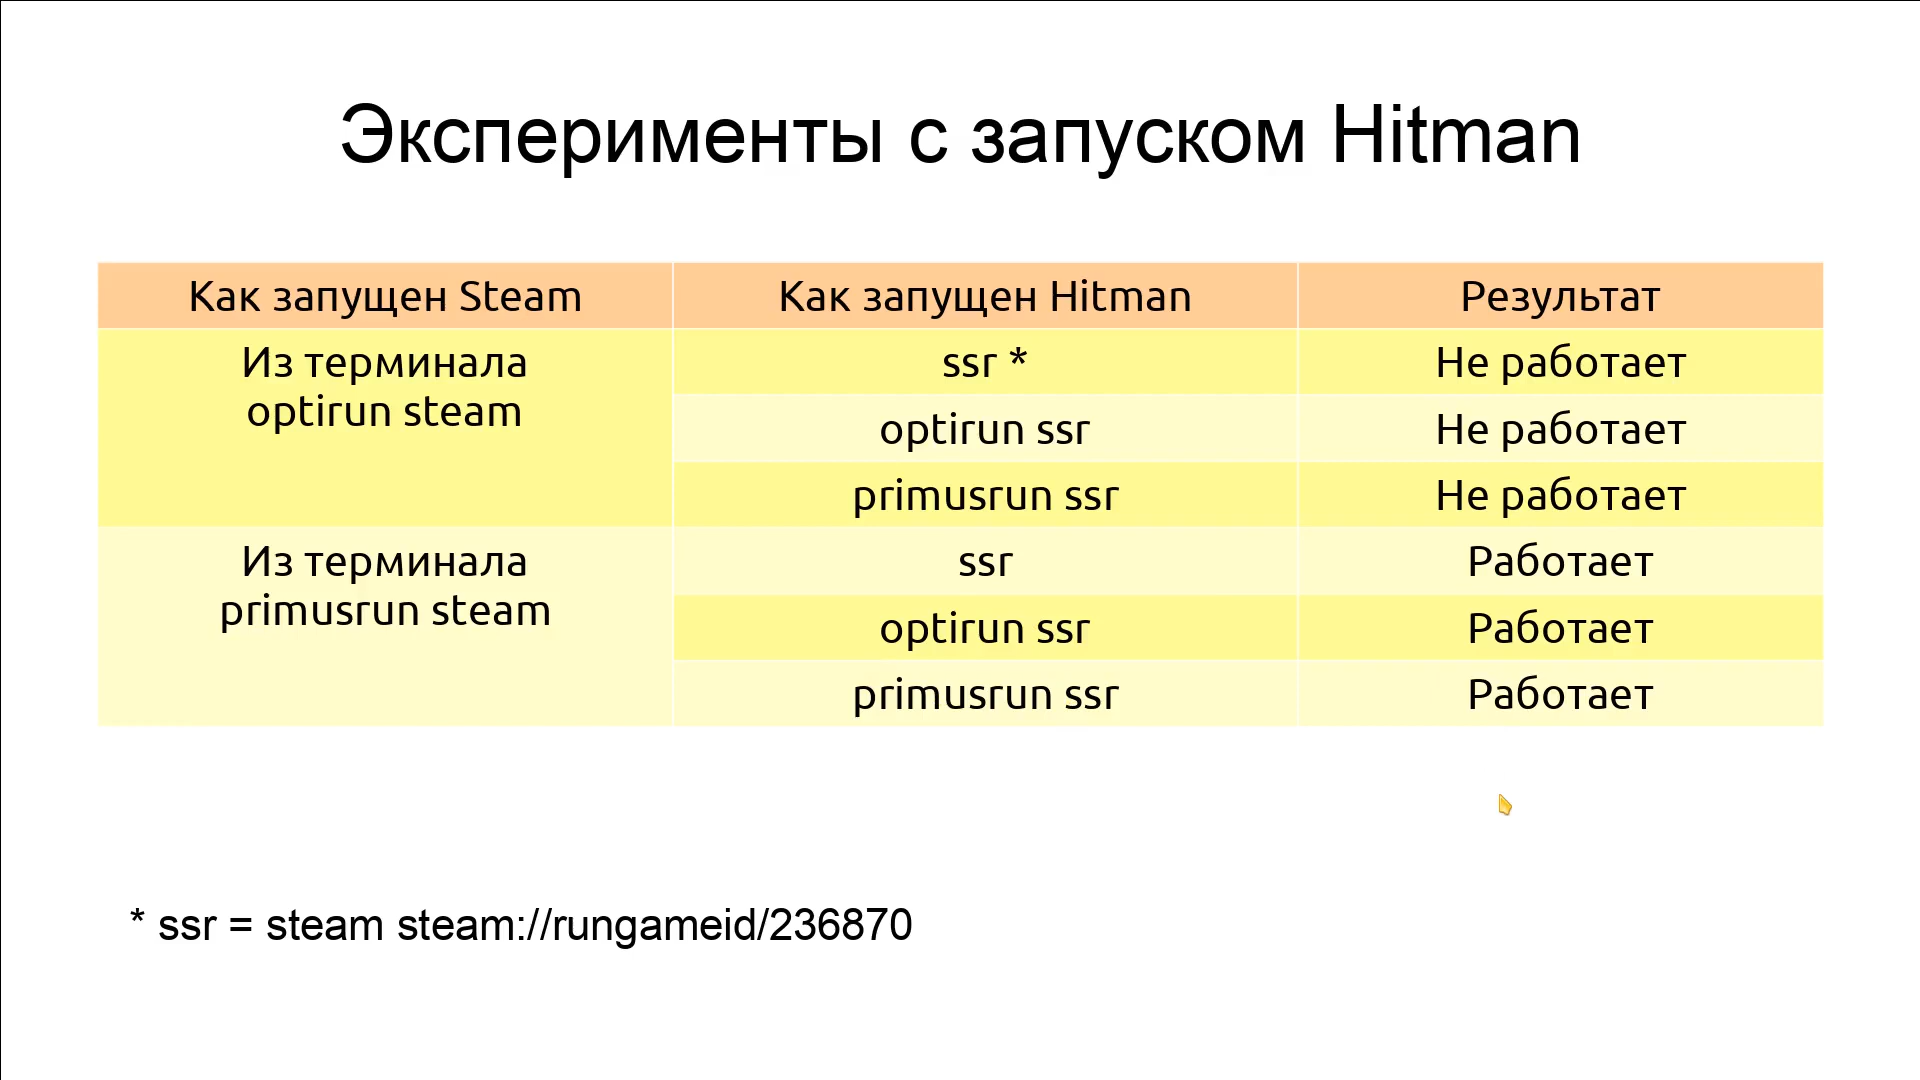 Эксперименты с запуском Hitman
Как запущен Steam
Как запущен Hitman
Результат
Из терминала
optirun steam
ssr *
Не работает
optirun ssr
Не работает
primusrun ssr
Не работает
Из терминала
primusrun steam
ssr
Работает
optirun ssr
Работает
primusrun ssr
Работает
* ssr = steam steam://rungameid/236870